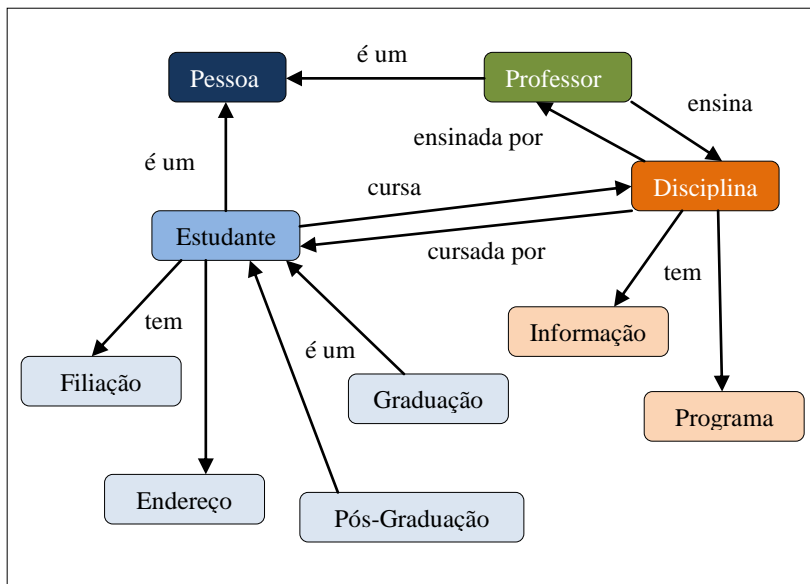 é um
Pessoa
Professor
ensina
ensinada por
é um
cursa
Disciplina
Estudante
cursada por
tem
tem
Informação
é um
Filiação
Graduação
Programa
Endereço
Pós-Graduação